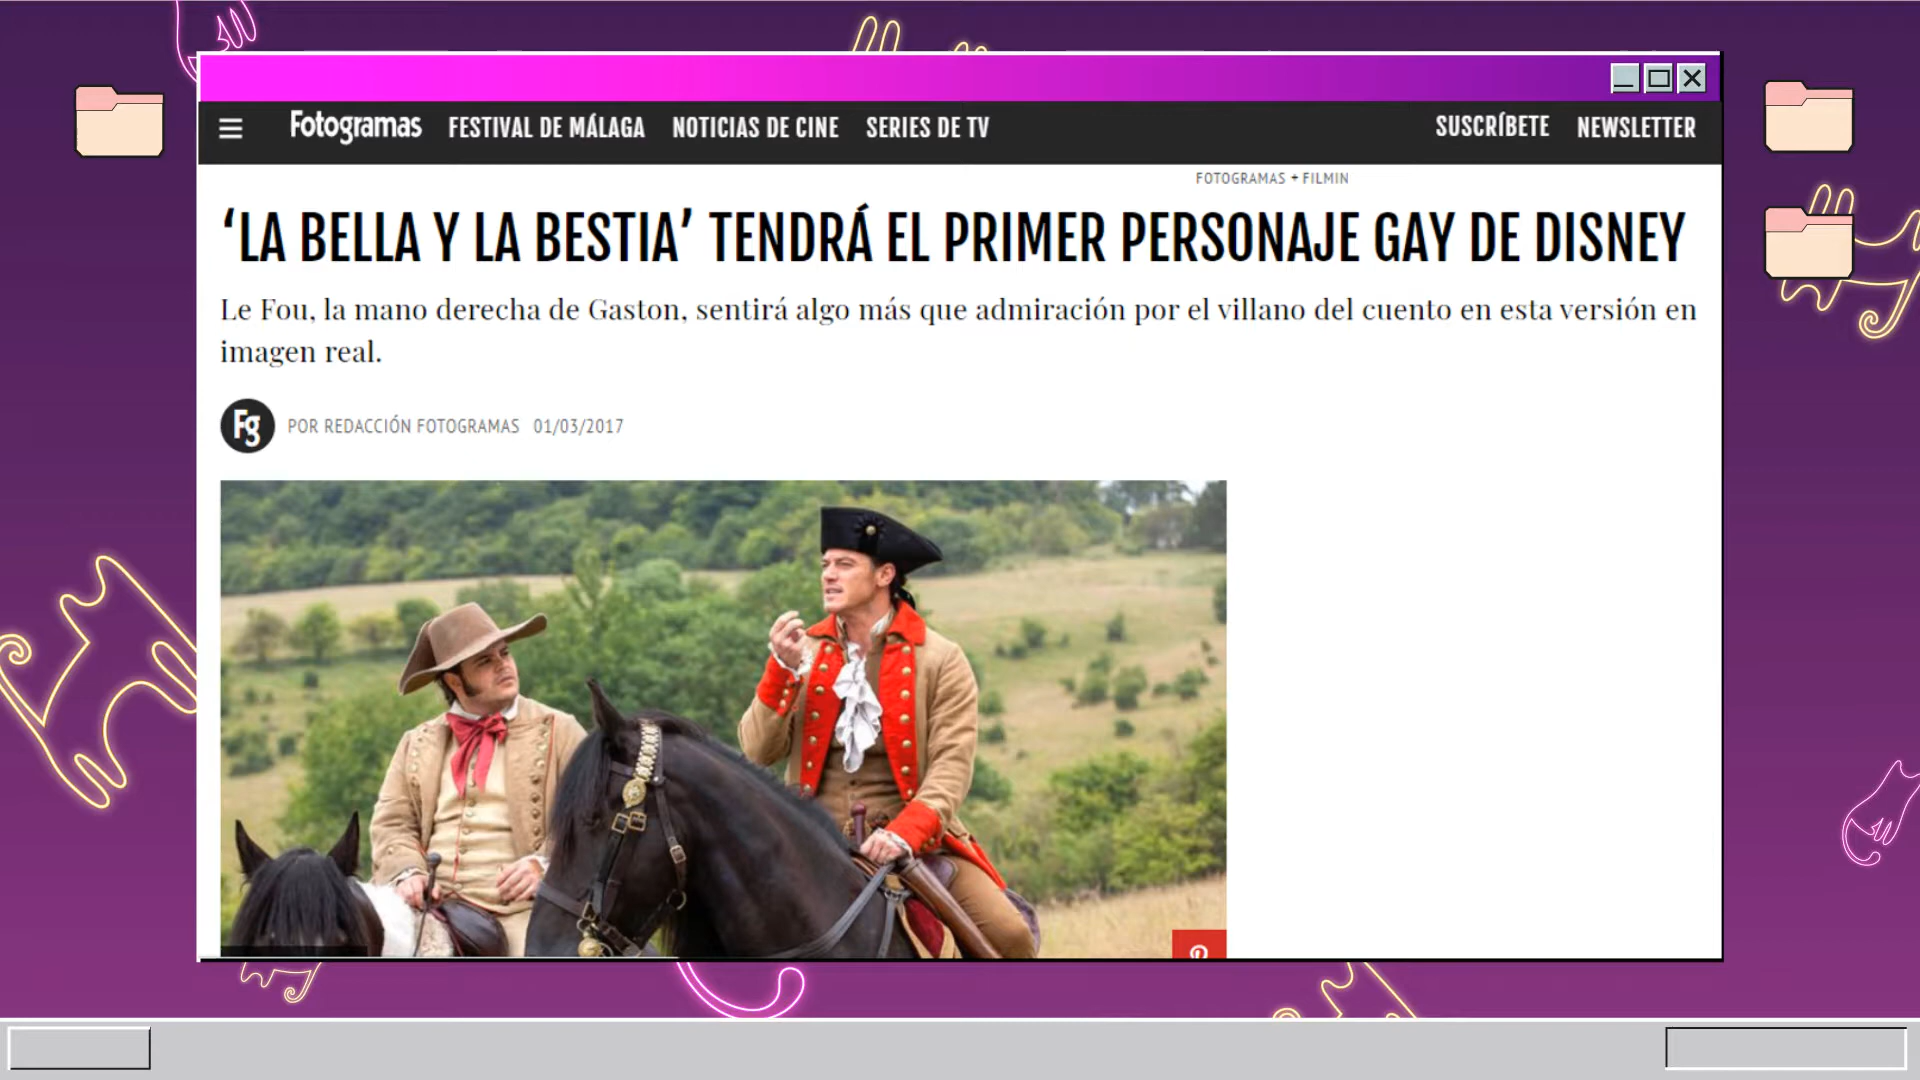 Fotogramas FESTIVAL DE MÁLAGA NOTICIAS DE CINE SERIES DE TV SUSCRÍBETE NEWSLETTER
FOTOGRAMAS + FILMIN
‘LA BELLA Y LA BESTIA’ TENDRÁ EL PRIMER PERSONAJE GAY DE DISNEY
Le Fou, la mano derecha de Gaston, sentirá algo más que admiración por el villano del cuento en esta versión en
imagen real.
Fg POR REDACCIÓN FOTOGRAMAS 01/03/2017